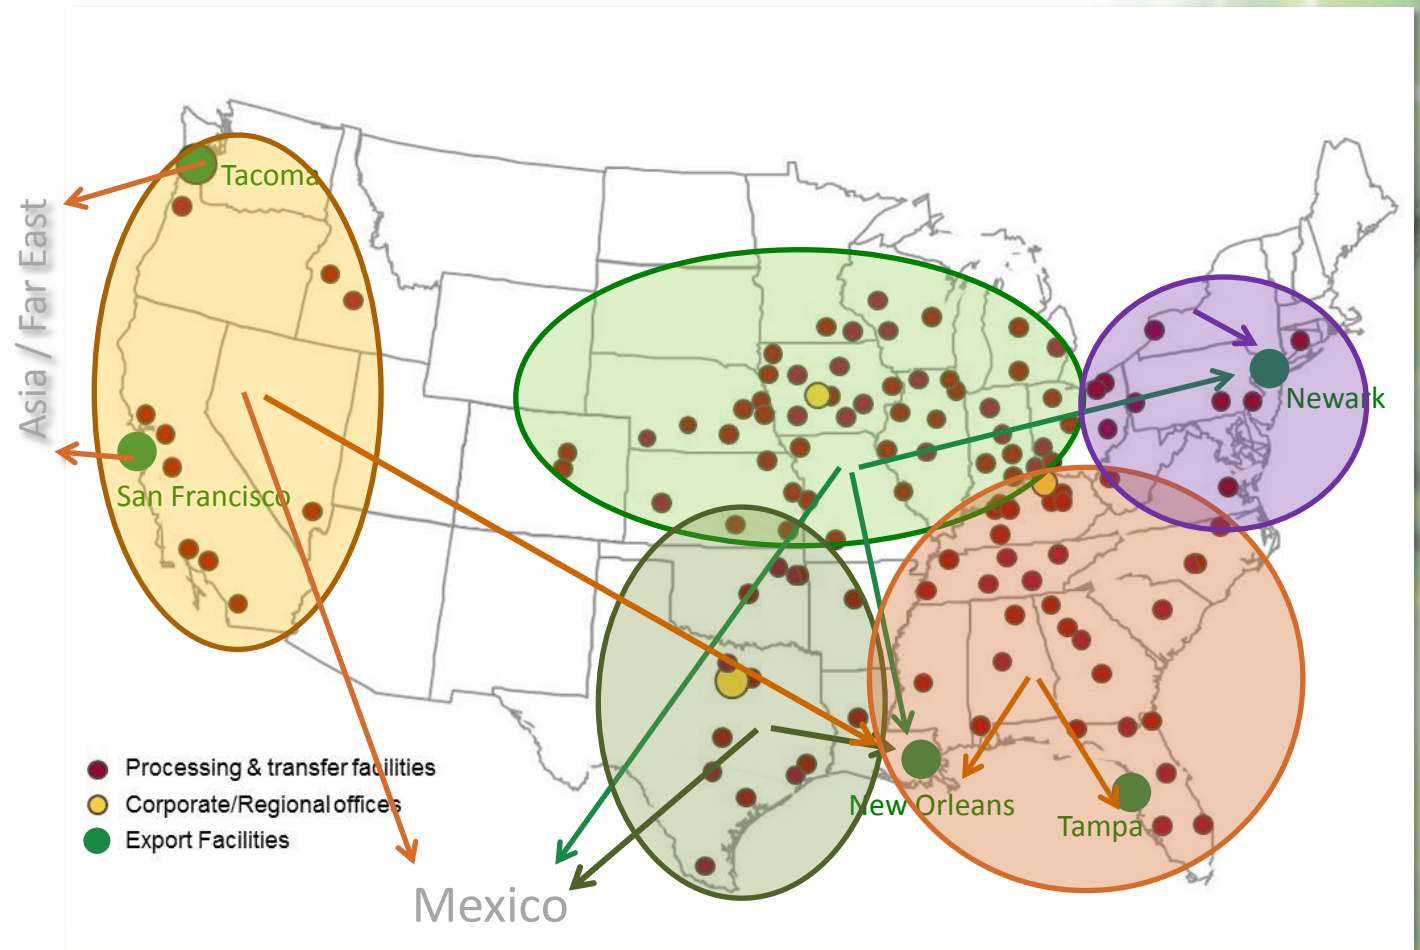 Asia / Far East
Tacoma
San Francisco
Newark
New Orleans
Tampa
Processing & transfer facilities
Corporate/Regional offices
Export Facilities
Mexico